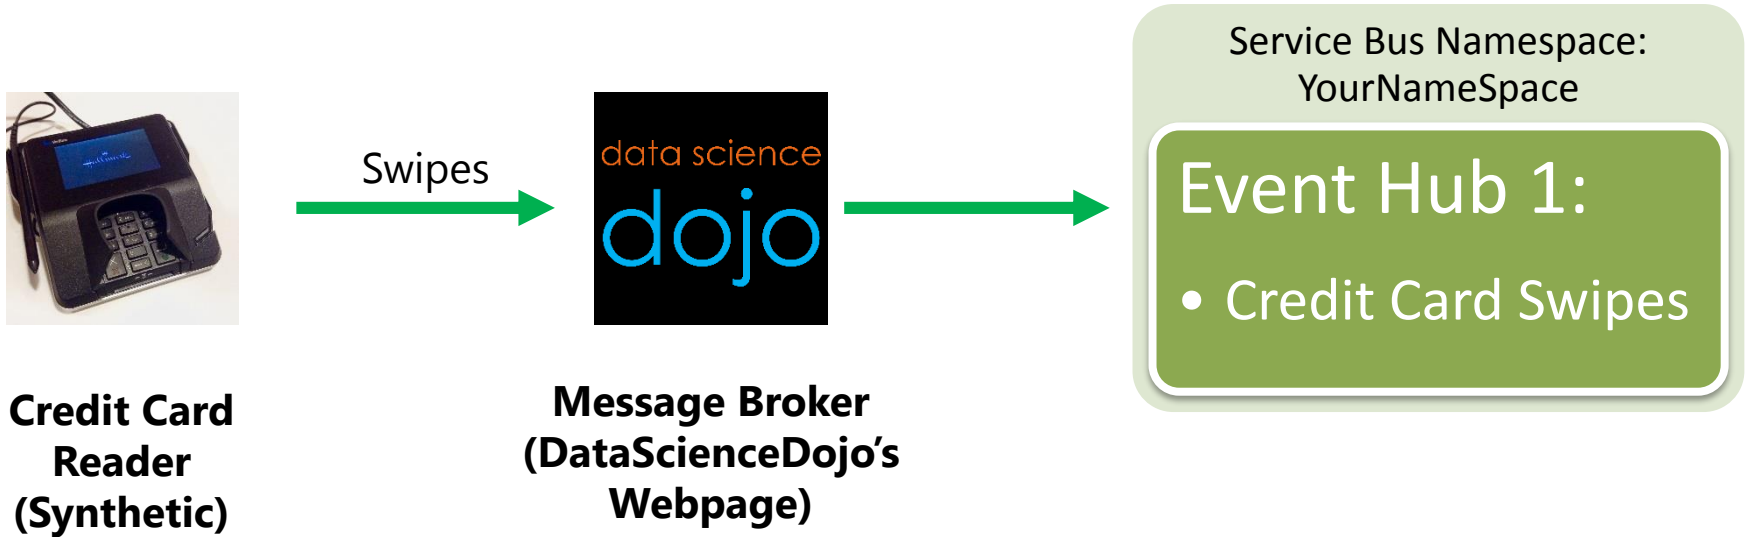 Service Bus Namespace:
YourNameSpace
Swipes
data science
dojo
Event Hub 1:
• Credit Card Swipes
Credit Card
Reader
(Synthetic)
Message Broker
(DataScienceDojo’s
Webpage)